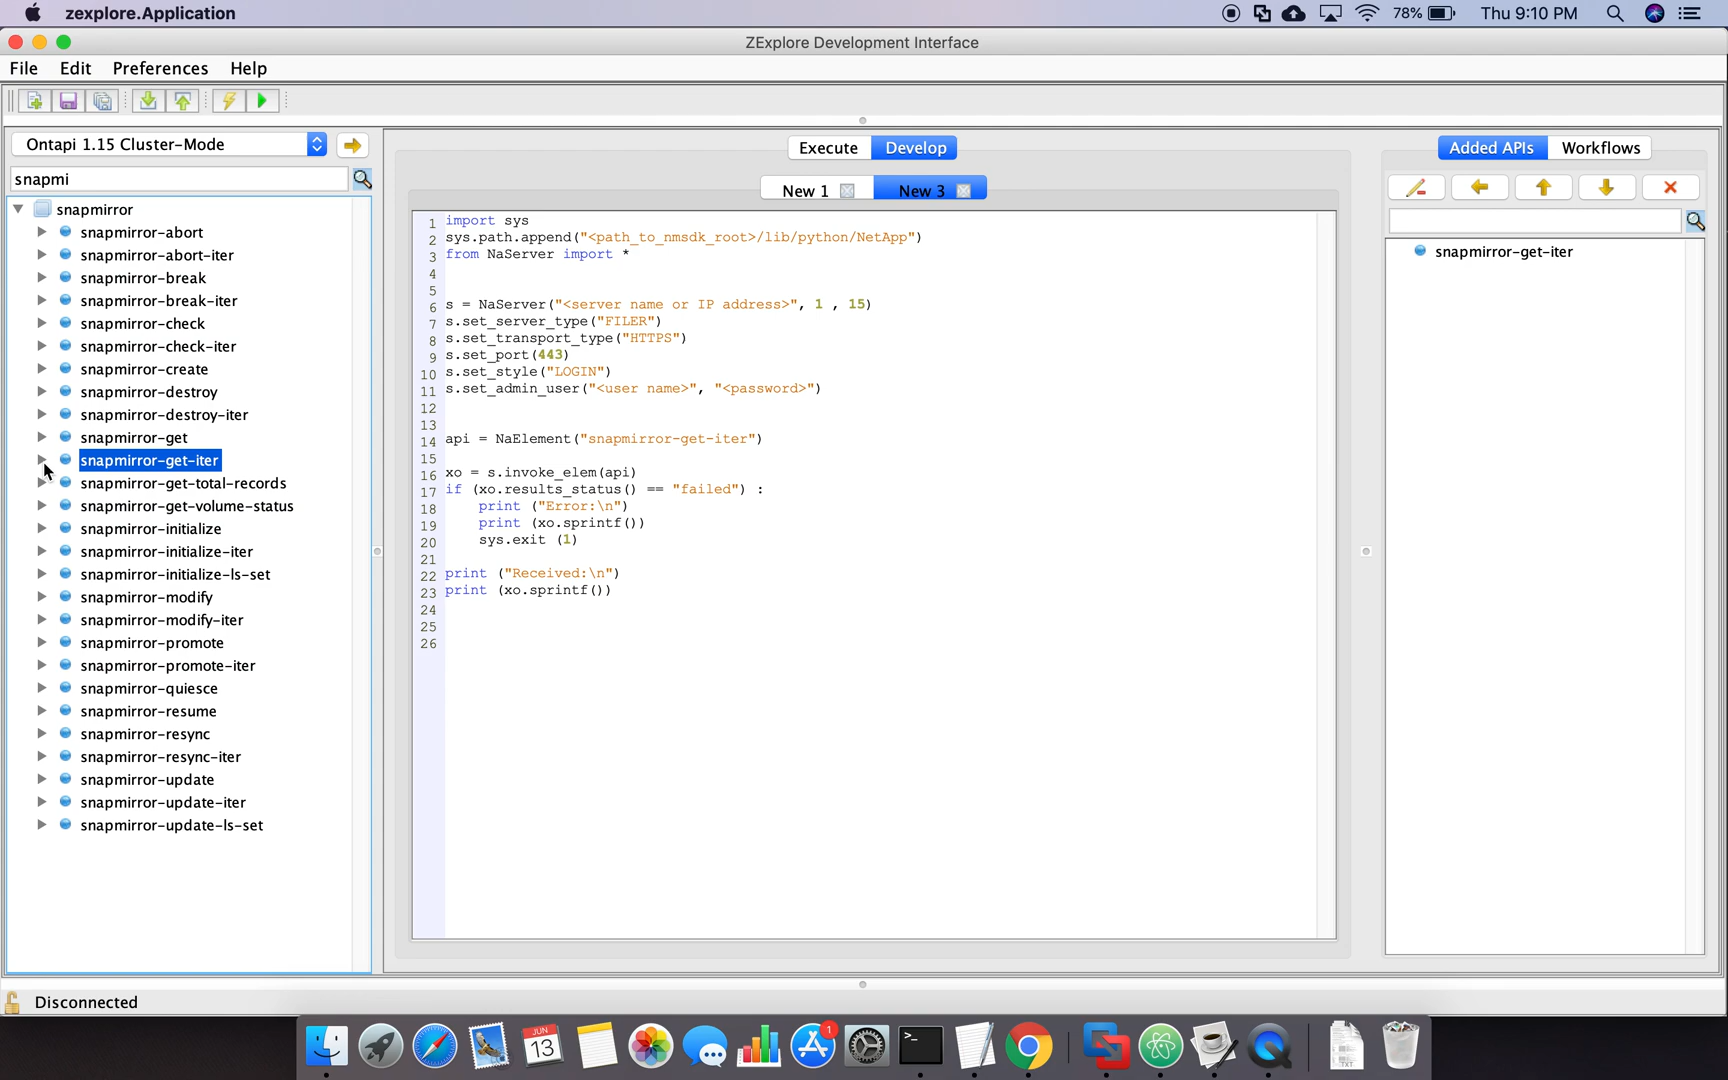 zexplore.Application
78%
Thu 9:10 PM
ZExplore Development Interface
File Edit Preferences Help
Ontapi 1.15 Cluster-Mode
snapmi
snapmirror
snapmirror-abort
snapmirror-abort-iter
snapmirror-break
snapmirror-break-iter
snapmirror-check
snapmirror-check-iter
snapmirror-create
snapmirror-destroy
snapmirror-destroy-iter
snapmirror-get
snapmirror-get-iter
snapmirror-get-total-records
snapmirror-get-volume-status
snapmirror-initialize
snapmirror-initialize-iter
snapmirror-initialize-ls-set
snapmirror-modify
snapmirror-modify-iter
snapmirror-promote
snapmirror-promote-iter
snapmirror-quiesce
snapmirror-resume
snapmirror-resync
snapmirror-resync-iter
snapmirror-update
snapmirror-update-iter
snapmirror-update-ls-set
Execute Develop
New 1 New 3
1 import sys
2 sys.path.append("<path_to_nmsdk_root>/lib/python/NetApp")
3 from NaServer import *
4
5
6 s = NaServer("<server name or IP address>", 1 , 15)
7 s.set_server_type("FILER")
8 s.set_transport_type("HTTPS")
9 s.set_port(443)
10 s.set_style("LOGIN")
11 s.set_admin_user("<user name>", "<password>")
12
13
14 api = NaElement("snapmirror-get-iter")
15
16 xo = s.invoke_elem(api)
17 if (xo.results_status() == "failed") :
18 print ("Error:\n")
19 print (xo.sprintf())
20 sys.exit (1)
21
22 print ("Received:\n")
23 print (xo.sprintf())
24
25
26
Added APIs Workflows
snapmirror-get-iter
Disconnected
JUN
13
1
>_
.TXT